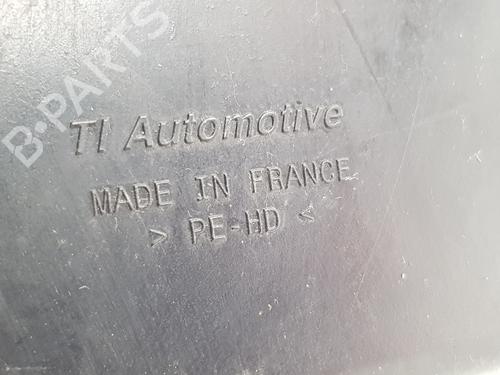 B-PARTS
TI Automotive
MADE IN FRANCE
> PE-HD <